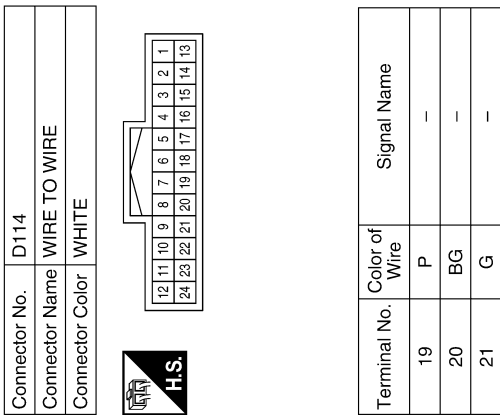 Connector No. D114
Connector Name WIRE TO WIRE
Connector Color WHITE
H.S.
12 11 10 9 8 7 6 5 4 3 2 1
24 23 22 21 20 19 18 17 16 15 14 13
Terminal No. Color of Wire Signal Name
19 P –
20 BG –
21 G –